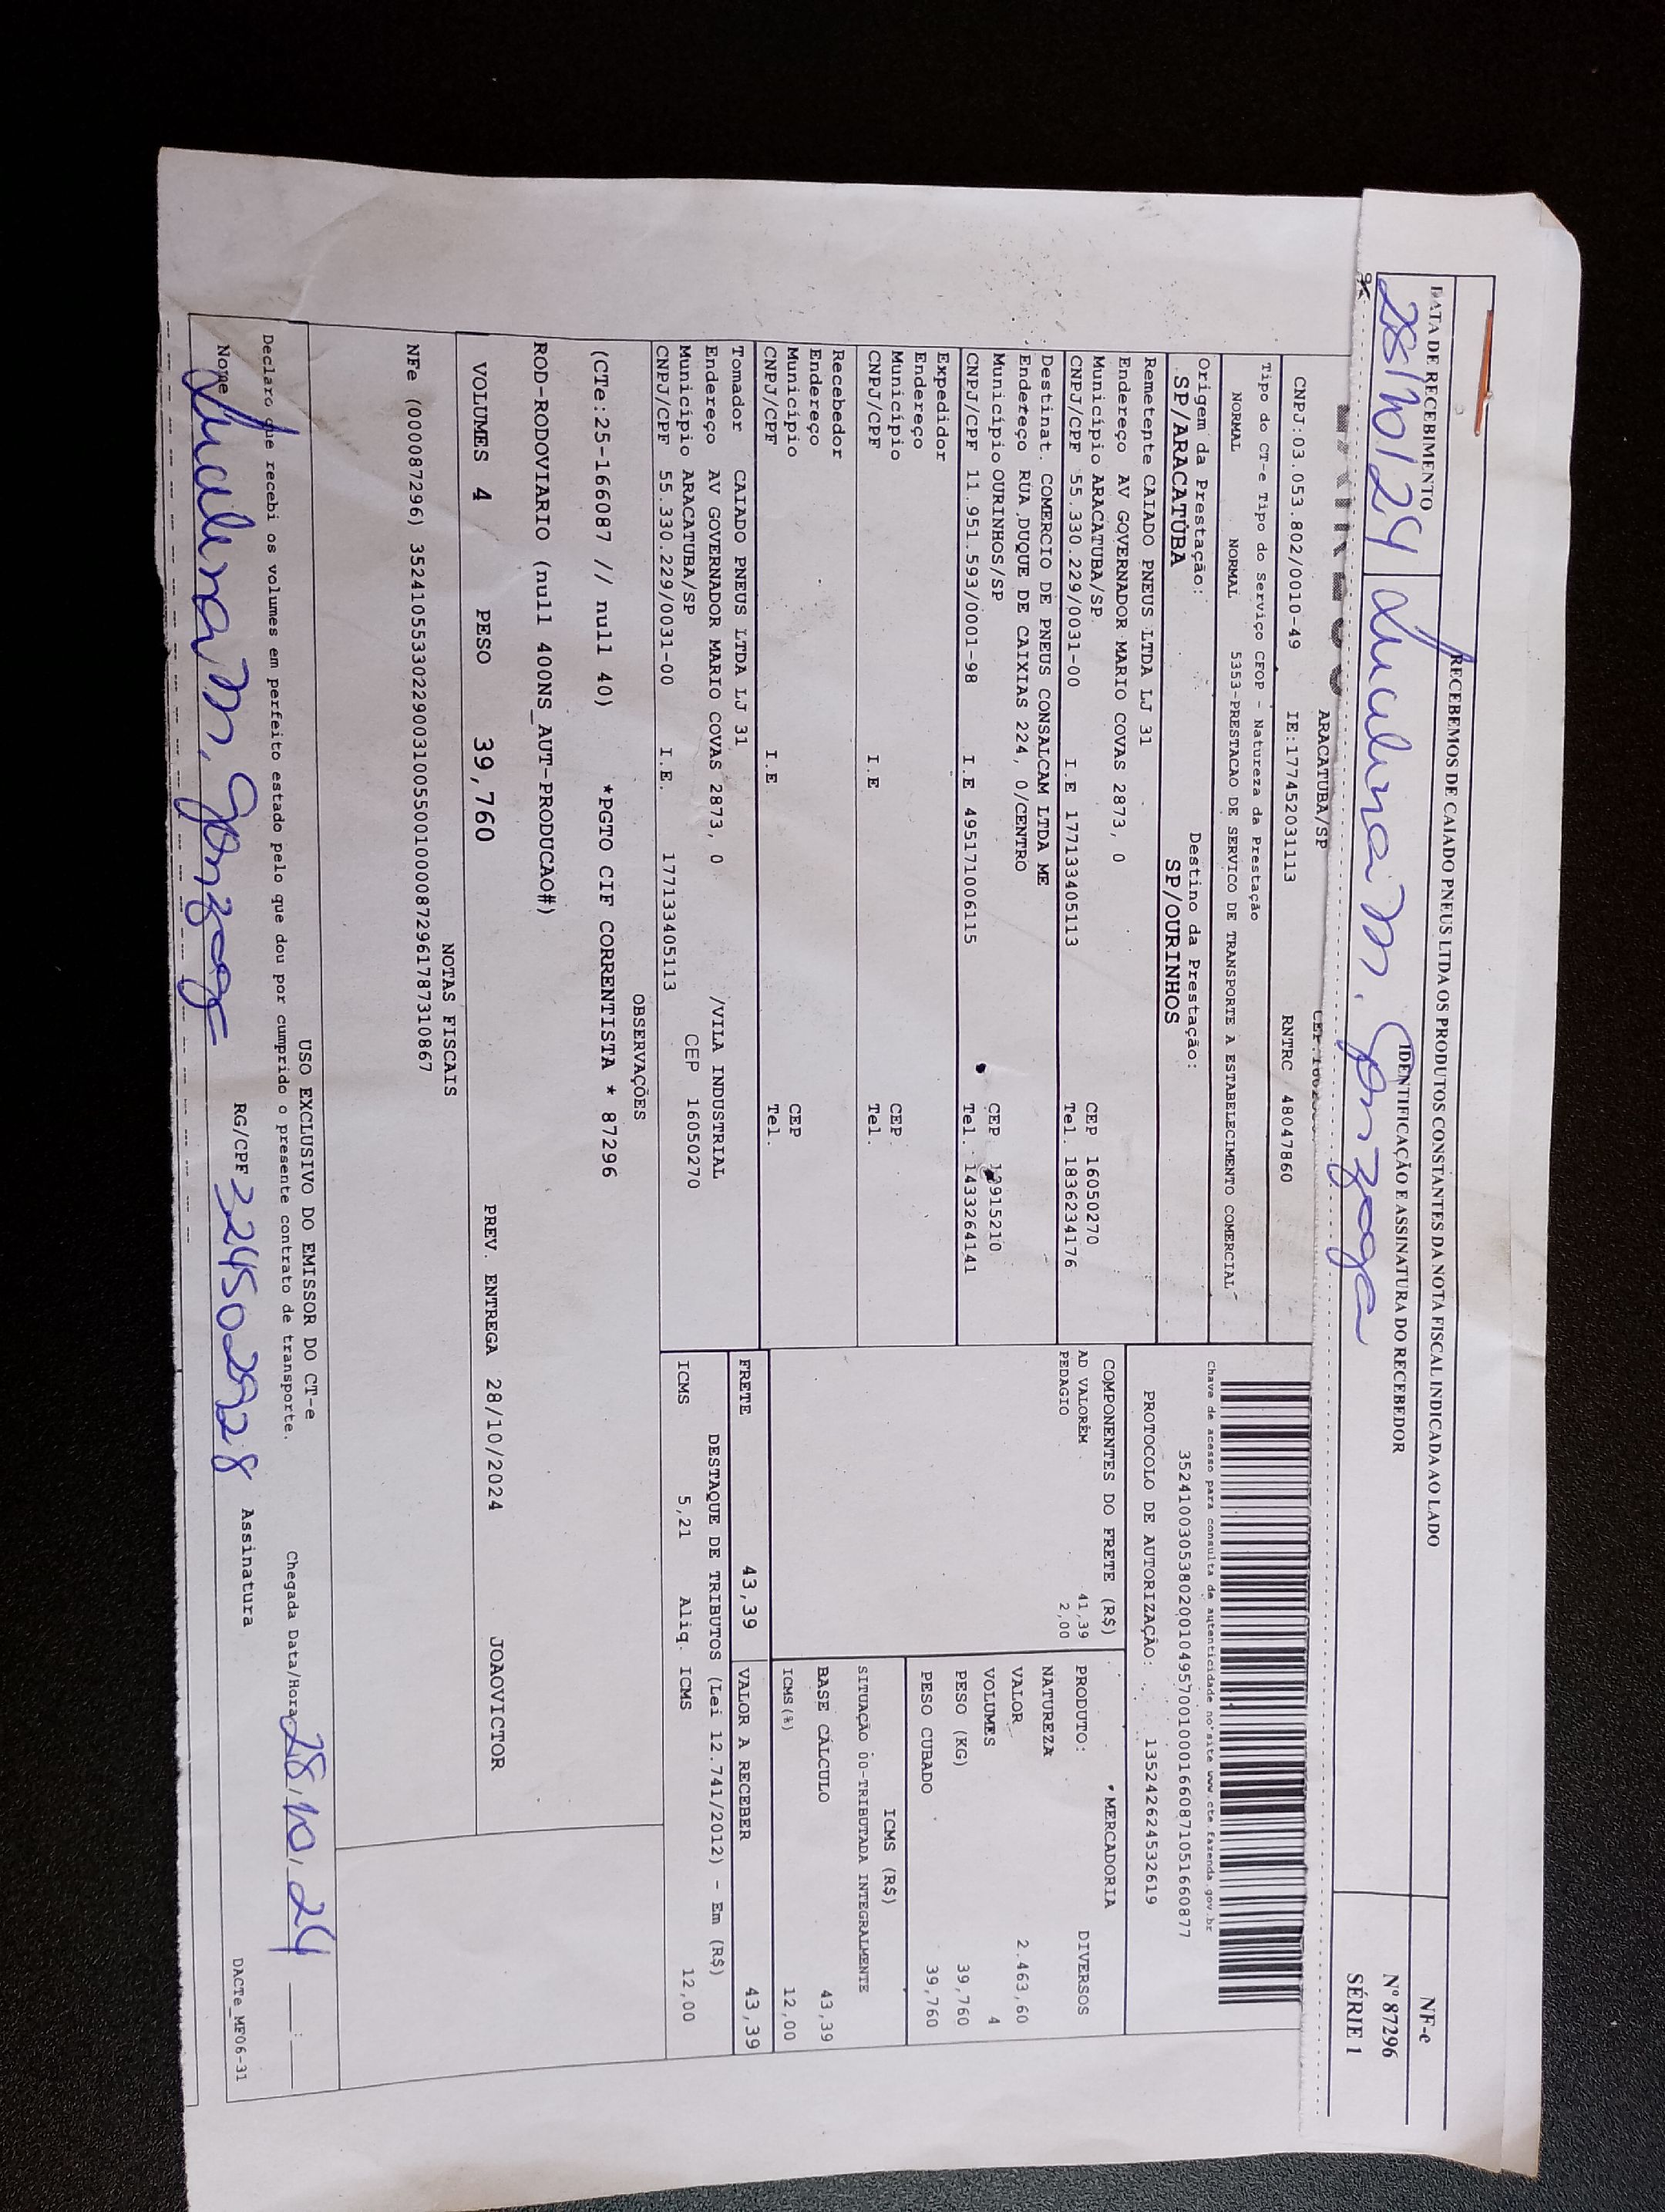 RECEBEMOS DE CAIADO PNEUS LTDA OS PRODUTOS CONSTANTES DA NOTA FISCAL INDICADA AO LADO
NF-e
Nº 87296
SÉRIE 1
DATA DE RECEBIMENTO
IDENTIFICAÇÃO E ASSINATURA DO RECEBEDOR
28/10/24 Lucilena M. Gonzaga
ARACATUBA/SP
CNPJ:03.053.802/0010-49 IE:177452031113 RNTRC 48047860
Tipo do CT-e Tipo do Serviço CFOP - Natureza da Prestação
NORMAL NORMAL 5353-PRESTACAO DE SERVICO DE TRANSPORTE A ESTABELECIMENTO COMERCIAL
Origem da Prestação: Destino da Prestação:
SP/ARACATUBA SP/OURINHOS
Chave de acesso para consulta de autenticidade no site www.cte.fazenda.gov.br
35241003053802001049570010001660871051660877
PROTOCOLO DE AUTORIZAÇÃO: 135242624532619
Remetente CAIADO PNEUS LTDA LJ 31
Endereço AV GOVERNADOR MARIO COVAS 2873, 0
Município ARACATUBA/SP CEP 16050270
CNPJ/CPF 55.330.229/0031-00 I.E 177133405113 Tel. 1836234176
Destinat. COMERCIO DE PNEUS CONSALCAM LTDA ME
Endereço RUA DUQUE DE CAIXIAS 224, 0/CENTRO
Município OURINHOS/SP CEP 19915210
CNPJ/CPF 11.951.593/0001-98 I.E 495171006115 Tel. 1433264141
Expedidor
Endereço
Município CEP
CNPJ/CPF I.E Tel.
Recebedor
Endereço
Município CEP
CNPJ/CPF I.E Tel.
Tomador CAIADO PNEUS LTDA LJ 31
Endereço AV GOVERNADOR MARIO COVAS 2873, 0 /VILA INDUSTRIAL
Município ARACATUBA/SP CEP 16050270
CNPJ/CPF 55.330.229/0031-00 I.E. 177133405113
COMPONENTES DO FRETE (R$)
AD VALOREM 41,39
PEDAGIO 2,00
MERCADORIA
PRODUTO: DIVERSOS
NATUREZA
VALOR 2.463,60
VOLUMES 4
PESO (KG) 39,760
PESO CUBADO 39,760
ICMS (R$)
SITUAÇÃO 00-TRIBUTADA INTEGRALMENTE
BASE CÁLCULO 43,39
ICMS(%) 12,00
FRETE 43,39 VALOR A RECEBER 43,39
DESTAQUE DE TRIBUTOS (Lei 12.741/2012) - Em (R$)
ICMS 5,21 Aliq. ICMS 12,00
OBSERVAÇÕES
(CTe:25-166087 // null 40) *PGTO CIF CORRENTISTA * 87296
ROD-RODOVIARIO (null 400NS_AUT-PRODUCAO#)
VOLUMES 4 PESO 39,760 PREV. ENTREGA 28/10/2024 JOAOVICTOR
NOTAS FISCAIS
NFe (000087296) 35241055330229003100550010000872961787310867
USO EXCLUSIVO DO EMISSOR DO CT-e
Declaro que recebi os volumes em perfeito estado pelo que dou por cumprido o presente contrato de transporte. Chegada Data/Hora 28/10/24 __:__
Nome Lucilena M. Gonzaga RG/CPF 3224502928 Assinatura
DACTe_MF06-31